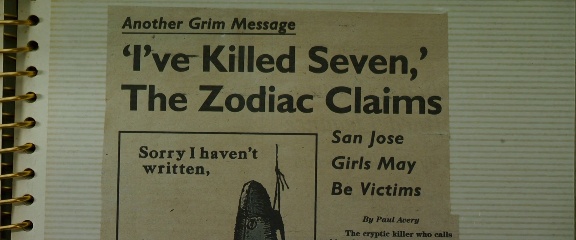 Another Grim Message
'I've Killed Seven,'
The Zodiac Claims
San Jose
Girls May
Be Victims
Sorry I haven't
written,
By Paul Avery
The cryptic killer who calls